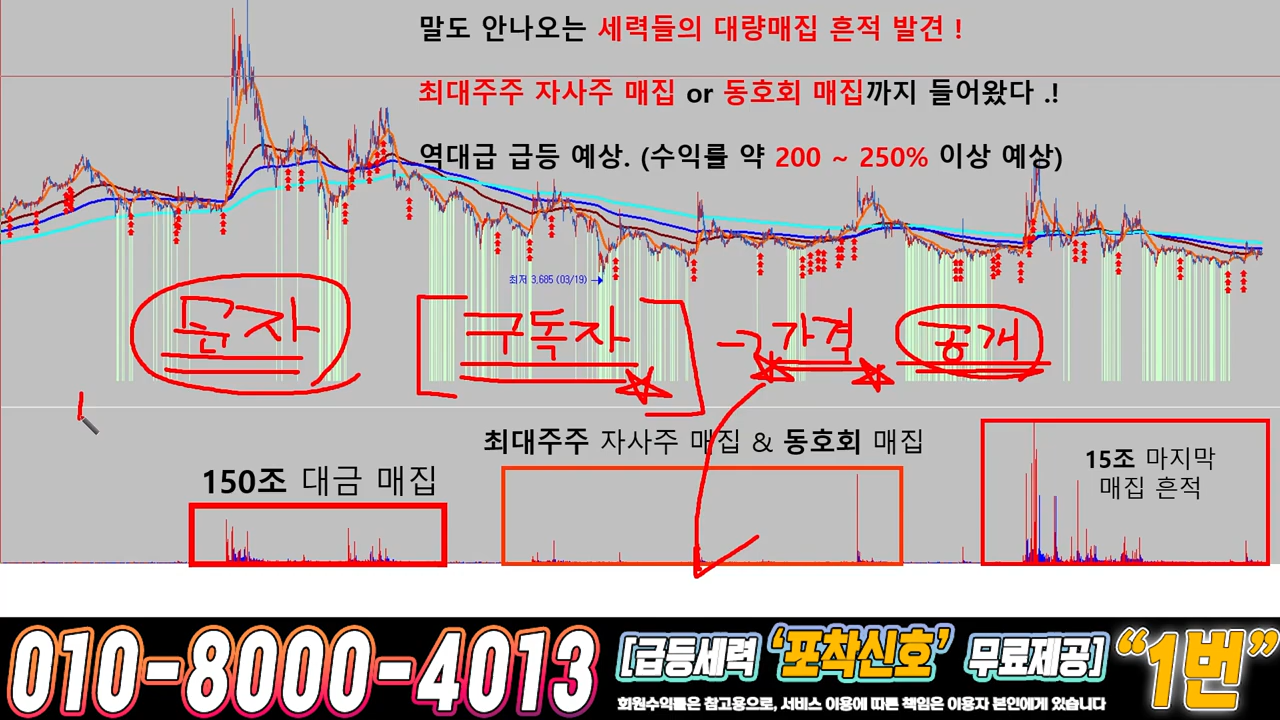 말도 안나오는 세력들의 대량매집 흔적 발견 !
최대주주 자사주 매집 or 동호회 매집까지 들어왔다 .!
역대급 급등 예상. (수익률 약 200 ~ 250% 이상 예상)
최저 3,685 (03/19)
문자 구독자 가격 공개
최대주주 자사주 매집 & 동호회 매집
150조 대금 매집
15조 마지막
매집 흔적
010-8000-4013
[급등세력 ‘포착신호’ 무료제공] “1번”
회원수익률은 참고용으로, 서비스 이용에 따른 책임은 이용자 본인에게 있습니다